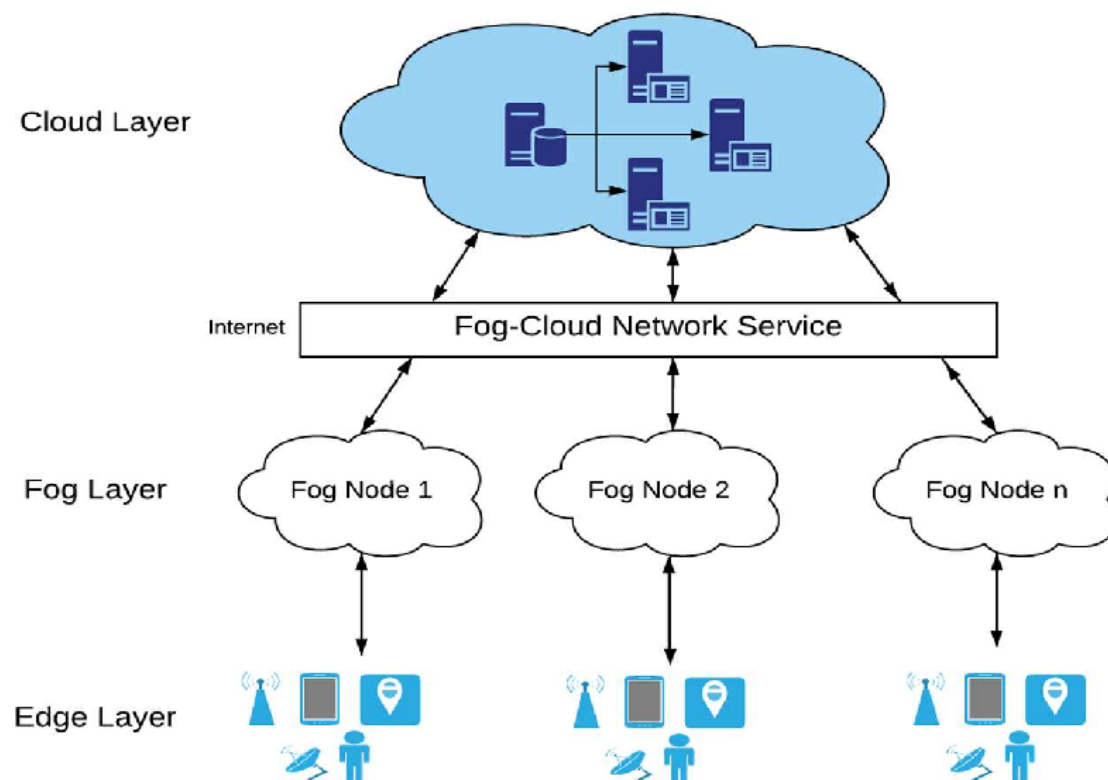 Cloud Layer
Internet
Fog-Cloud Network Service
Fog Layer
Fog Node 1
Fog Node 2
Fog Node n
Edge Layer